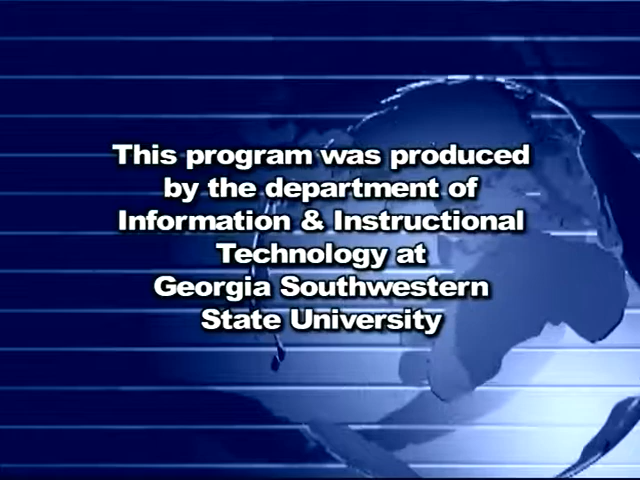 This program was produced
by the department of
Information & Instructional
Technology at
Georgia Southwestern
State University